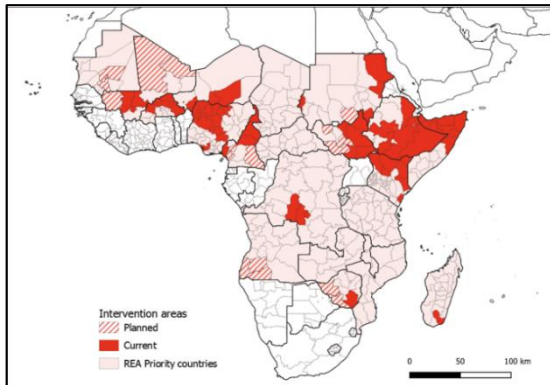 Intervention areas
Planned
Current
REA Priority countries
0 50 100 km